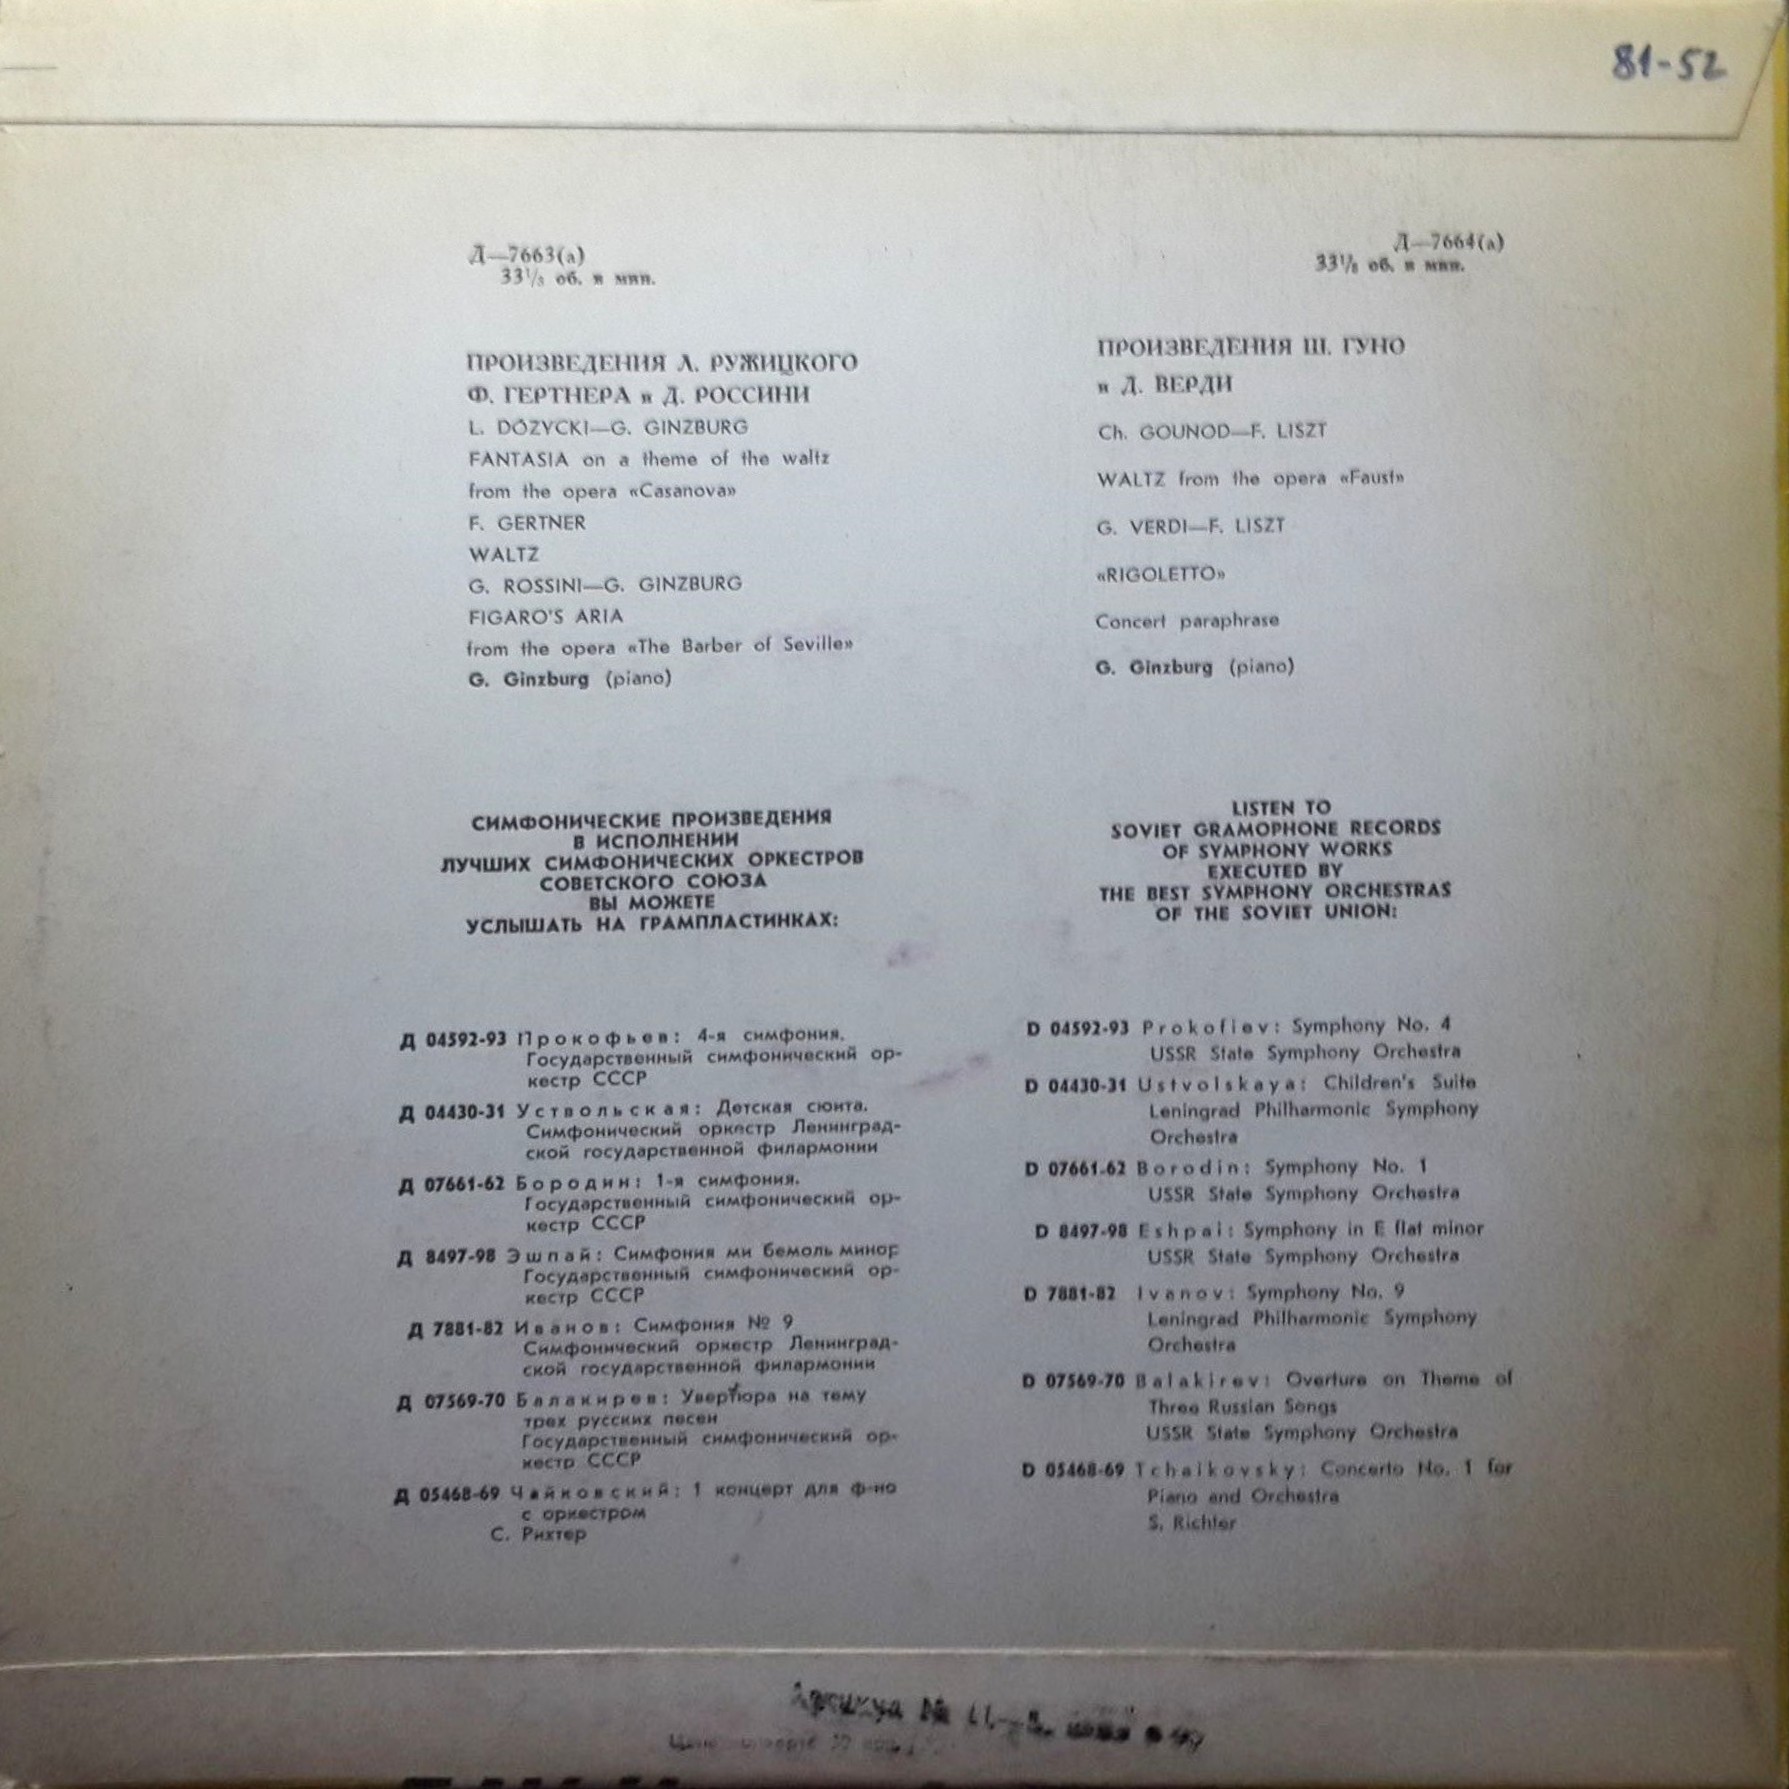 81-52
Д—7663(а)
33⅓ об. в мин.
ПРОИЗВЕДЕНИЯ Л. РУЖИЦКОГО
Ф. ГЕРТНЕРА и Д. РОССИНИ
L. DÓZYCKI—G. GINZBURG
FANTASIA on a theme of the waltz
from the opera «Casanova»
F. GERTNER
WALTZ
G. ROSSINI—G. GINZBURG
FIGARO'S ARIA
from the opera «The Barber of Seville»
G. Ginzburg (piano)
Д—7664(а)
33⅓ об. в мин.
ПРОИЗВЕДЕНИЯ Ш. ГУНО
и Д. ВЕРДИ
Ch. GOUNOD—F. LISZT
WALTZ from the opera «Faust»
G. VERDI—F. LISZT
«RIGOLETTO»
Concert paraphrase
G. Ginzburg (piano)
СИМФОНИЧЕСКИЕ ПРОИЗВЕДЕНИЯ
В ИСПОЛНЕНИИ
ЛУЧШИХ СИМФОНИЧЕСКИХ ОРКЕСТРОВ
СОВЕТСКОГО СОЮЗА
ВЫ МОЖЕТЕ
УСЛЫШАТЬ НА ГРАМПЛАСТИНКАХ:
Д 04592-93 Прокофьев: 4-я симфония.
Государственный симфонический ор-
кестр СССР
Д 04430-31 Уствольская: Детская сюита.
Симфонический оркестр Ленинград-
ской государственной филармонии
Д 07661-62 Бородин: 1-я симфония.
Государственный симфонический ор-
кестр СССР
Д 8497-98 Эшпай: Симфония ми бемоль минор
Государственный симфонический ор-
кестр СССР
Д 7881-82 Иванов: Симфония № 9
Симфонический оркестр Ленинград-
ской государственной филармонии
Д 07569-70 Балакирев: Увертюра на тему
трех русских песен
Государственный симфонический ор-
кестр СССР
Д 05468-69 Чайковский: 1 концерт для ф-но
с оркестром
С. Рихтер
LISTEN TO
SOVIET GRAMOPHONE RECORDS
OF SYMPHONY WORKS
EXECUTED BY
THE BEST SYMPHONY ORCHESTRAS
OF THE SOVIET UNION:
D 04592-93 Prokofiev: Symphony No. 4
USSR State Symphony Orchestra
D 04430-31 Ustvolskaya: Children's Suite
Leningrad Philharmonic Symphony
Orchestra
D 07661-62 Borodin: Symphony No. 1
USSR State Symphony Orchestra
D 8497-98 Eshpai: Symphony in E flat minor
USSR State Symphony Orchestra
D 7881-82 Ivanov: Symphony No. 9
Leningrad Philharmonic Symphony
Orchestra
D 07569-70 Balakirev: Overture on Theme of
Three Russian Songs
USSR State Symphony Orchestra
D 05468-69 Tchaikovsky: Concerto No. 1 for
Piano and Orchestra
S. Richter
Артикул №